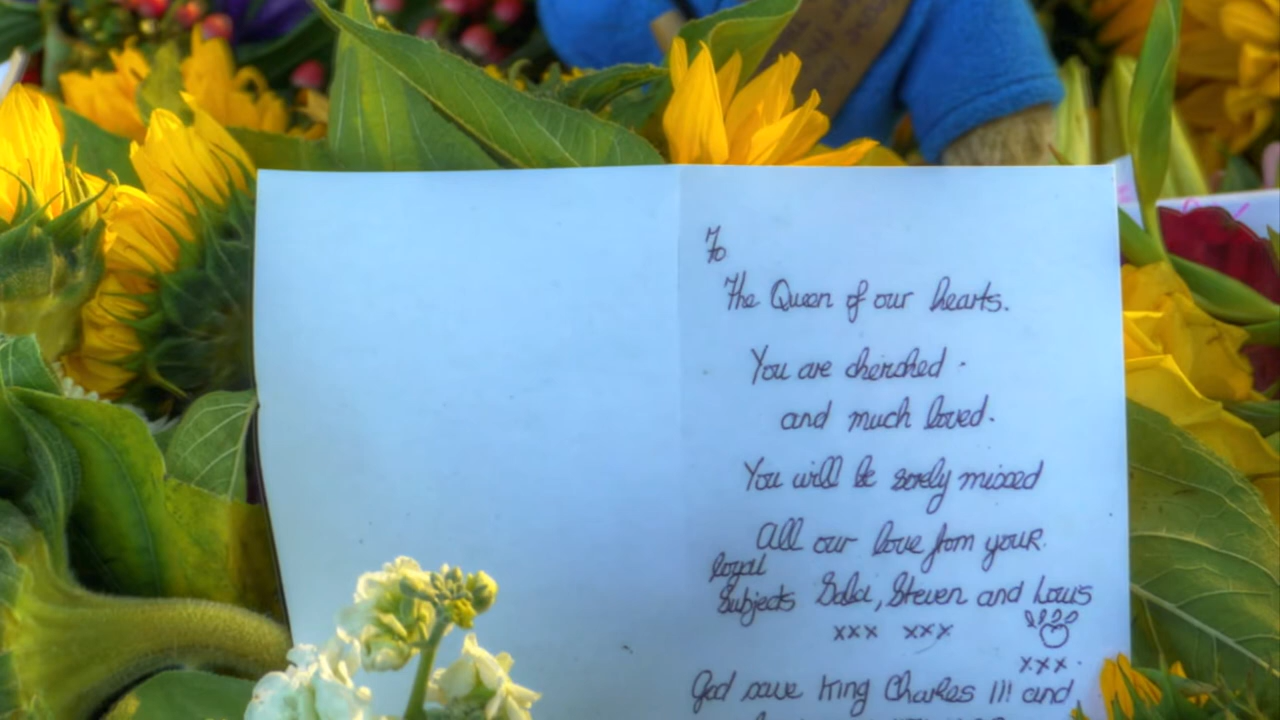 To
The Queen of our hearts.
You are cherished.
and much loved.
You will be sorely missed
All our love from your.
loyal
Subjects Sala, Steven and Louis
xxx xxx
xxx.
God save King Charles III and